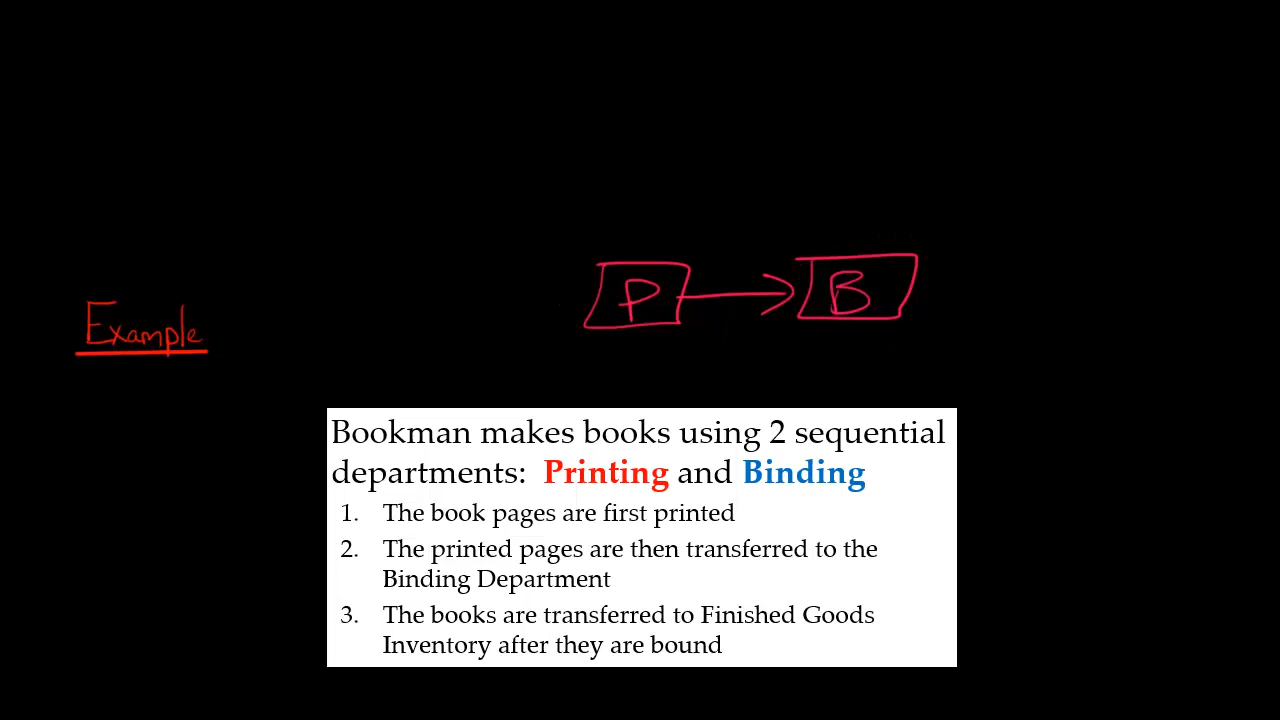 P
B
Example
Bookman makes books using 2 sequential
departments: Printing and Binding
1. The book pages are first printed
2. The printed pages are then transferred to the
Binding Department
3. The books are transferred to Finished Goods
Inventory after they are bound